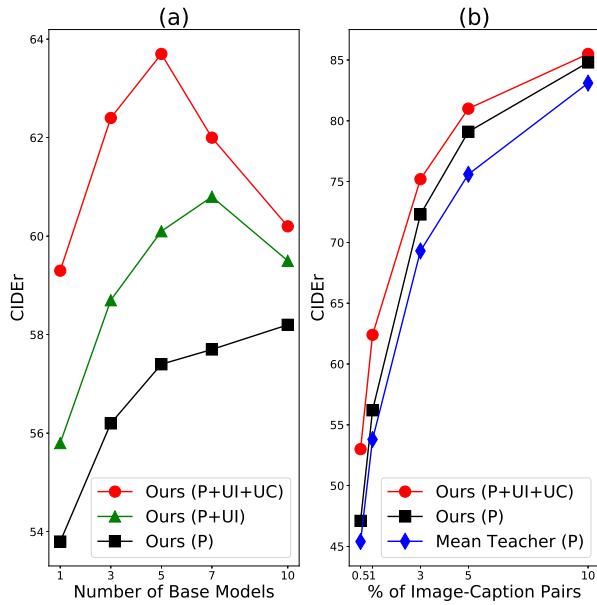 (a)
CIDEr
64
62
60
58
56
54
1 3 5 7 10
Number of Base Models
Ours (P+UI+UC)
Ours (P+UI)
Ours (P)
(b)
CIDEr
85
80
75
70
65
60
55
50
45
0.5 1 3 5 10
% of Image-Caption Pairs
Ours (P+UI+UC)
Ours (P)
Mean Teacher (P)